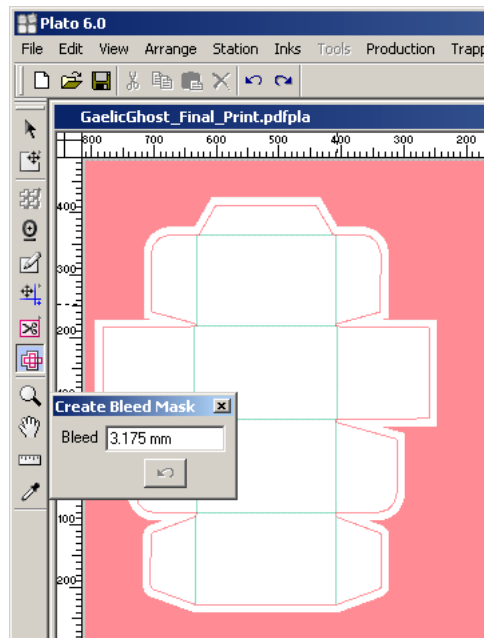 Plato 6.0
File Edit View Arrange Station Inks Tools Production Trapp
GaelicGhost_Final_Print.pdfpla
800 700 600 500 400 300 200
400
300
200
Create Bleed Mask
Bleed 3.175 mm
100
200